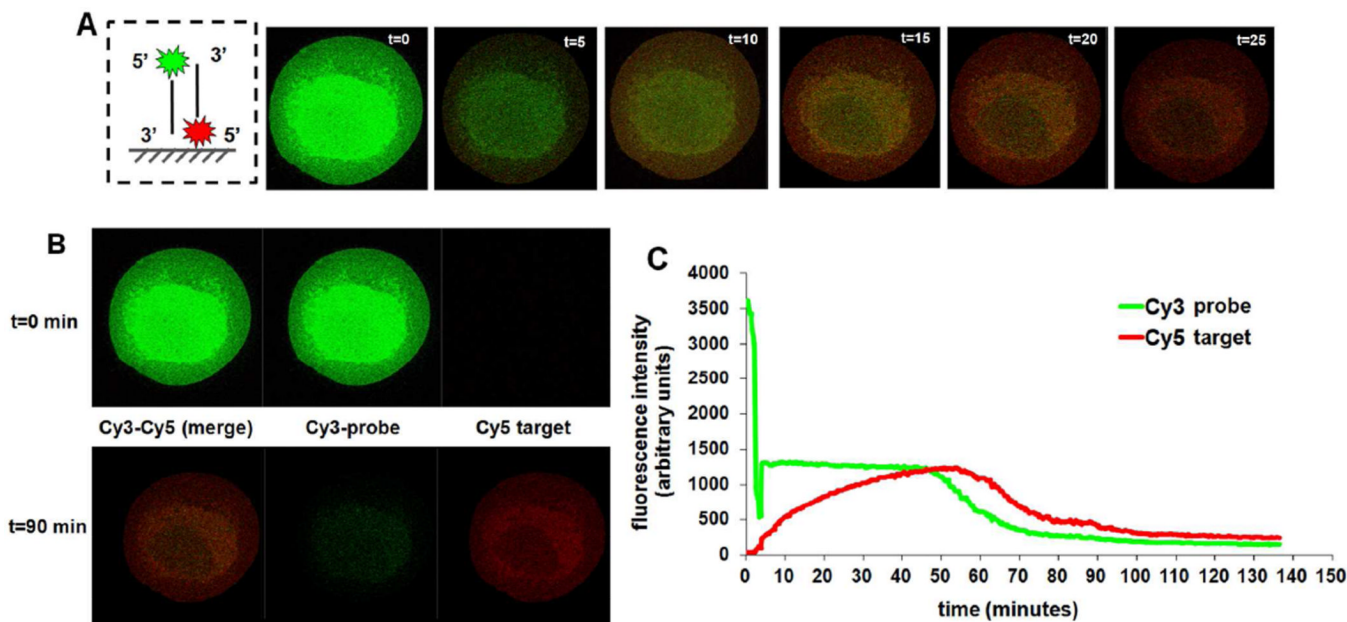 A
5’ 3’
3’ 5’
t=0 t=5 t=10 t=15 t=20 t=25
B
t=0 min
Cy3-Cy5 (merge) Cy3-probe Cy5 target
t=90 min
C
4000
3500
3000
2500
2000
1500
1000
500
0
fluorescence intensity
(arbitrary units)
Cy3 probe
Cy5 target
0 10 20 30 40 50 60 70 80 90 100 110 120 130 140 150
time (minutes)